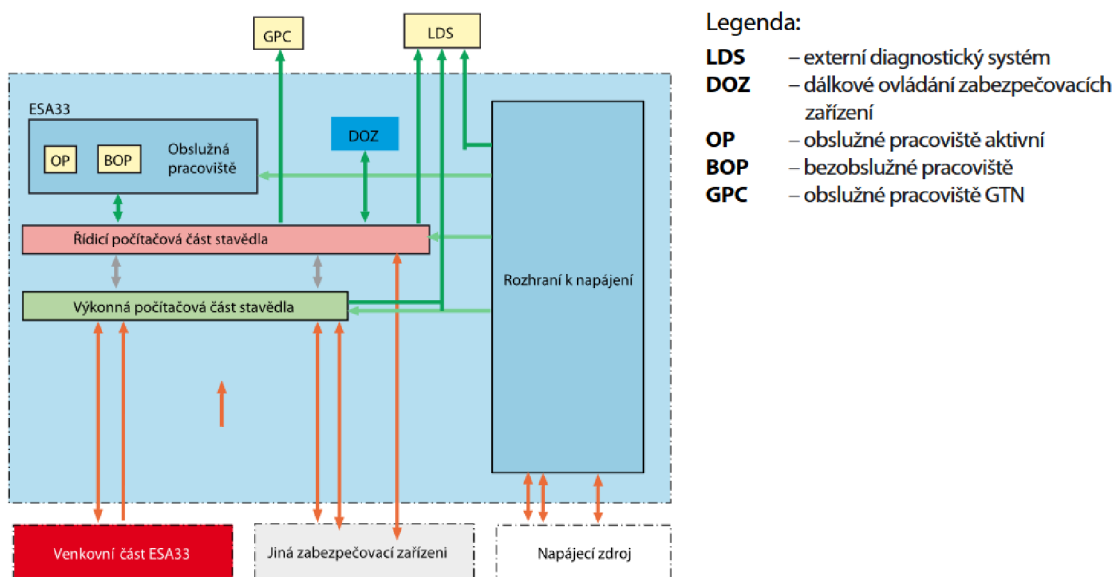 GPC
LDS
ESA33
OP
BOP
Obslužná
pracoviště
DOZ
Řídicí počítačová část stavědla
Výkonná počítačová část stavědla
Rozhraní k napájení
Venkovní část ESA33
Jiná zabezpečovací zařízeni
Napájecí zdroj
Legenda:
LDS – externí diagnostický systém
DOZ – dálkové ovládání zabezpečovacích
zařízení
OP – obslužné pracoviště aktivní
BOP – bezobslužné pracoviště
GPC – obslužné pracoviště GTN